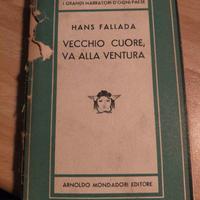 I GRANDI NARRATORI D'OGNI PAESE
HANS FALLADA
VECCHIO CUORE,
VA ALLA VENTURA
ARNOLDO MONDADORI EDITORE